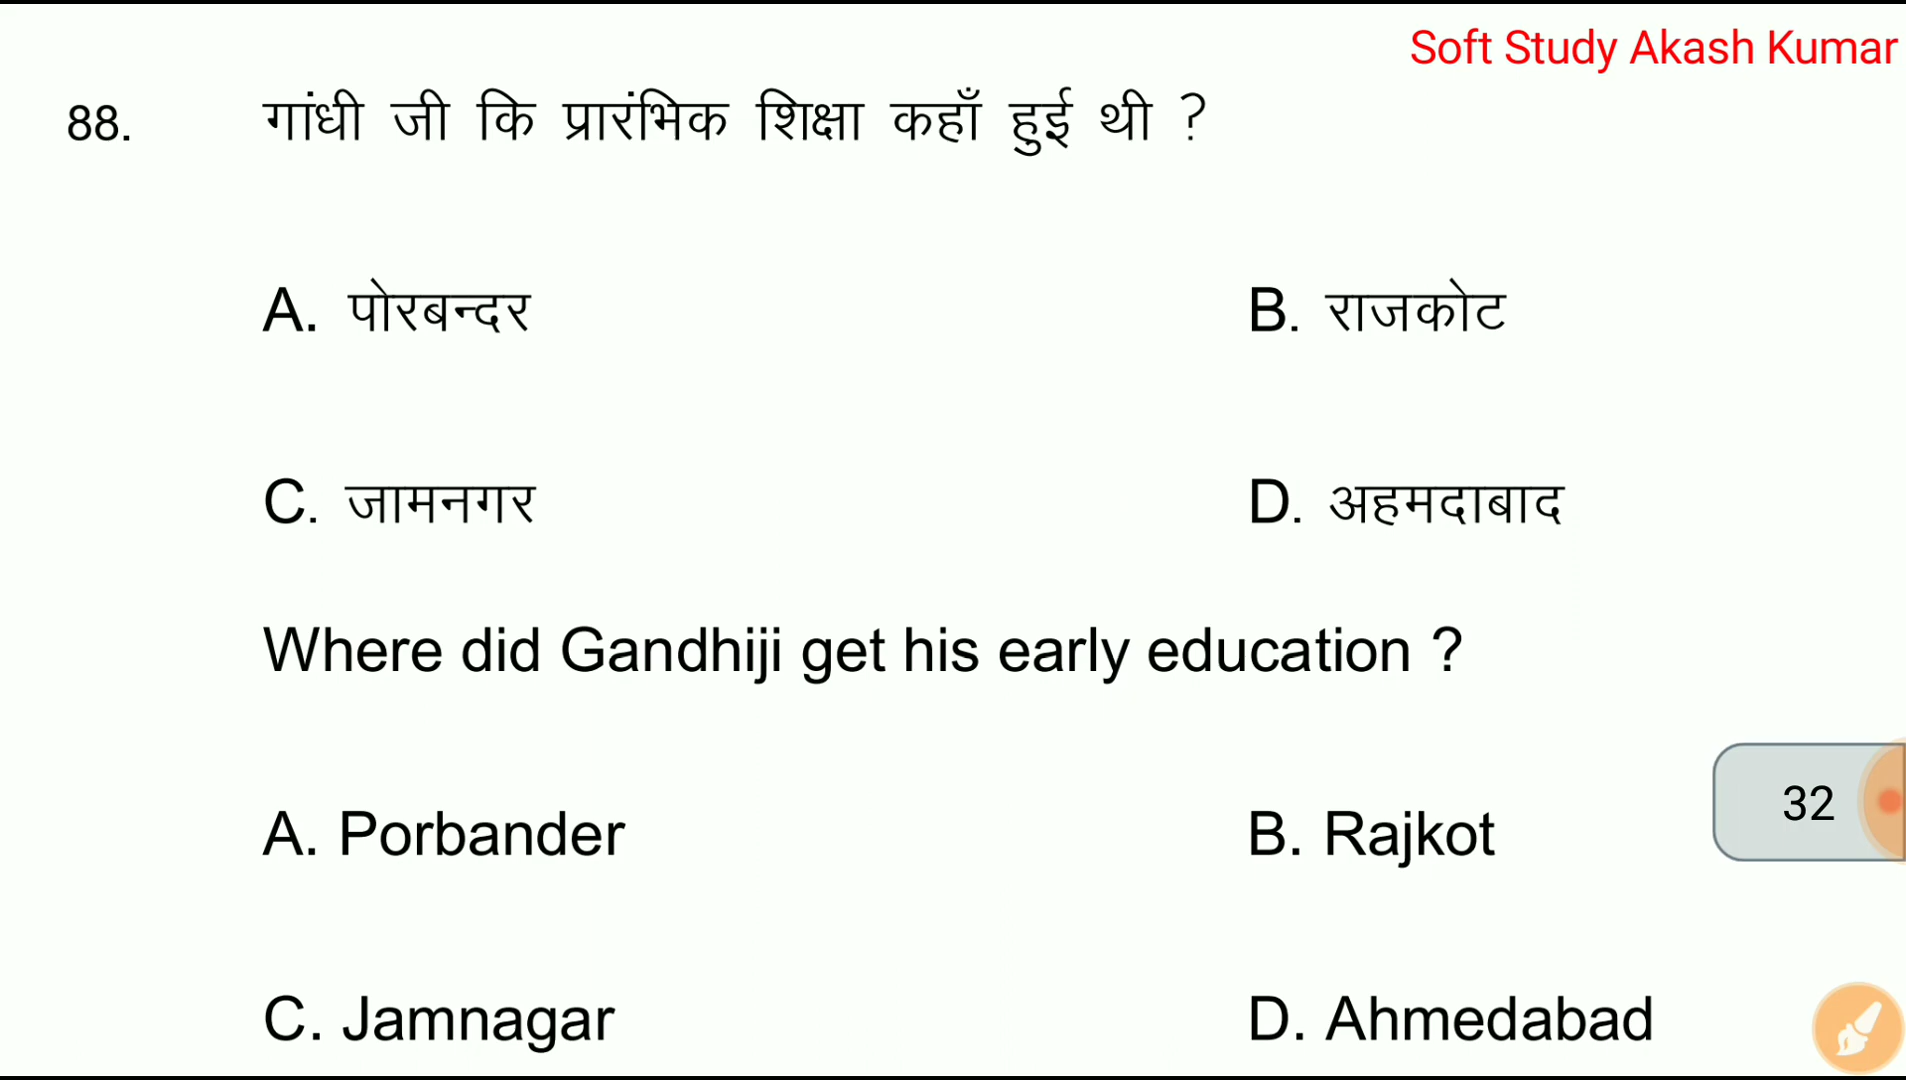 Soft Study Akash Kumar
88. गांधी जी कि प्रारंभिक शिक्षा कहाँ हुई थी ?
A. पोरबन्दर B. राजकोट
C. जामनगर D. अहमदाबाद
Where did Gandhiji get his early education ?
A. Porbander B. Rajkot
32
C. Jamnagar D. Ahmedabad